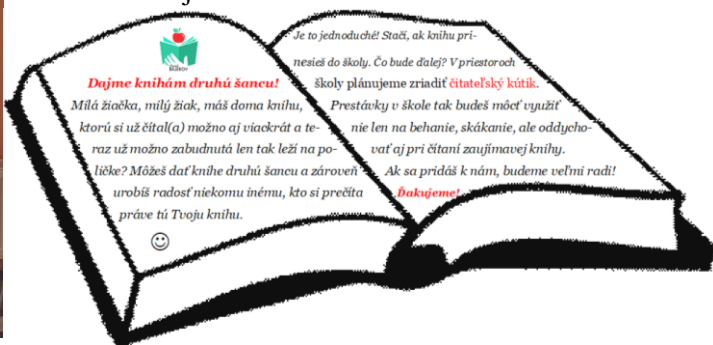 Dajme knihám druhú šancu!
Milá žiačka, milý žiak, máš doma knihu,
ktorú si už čítal(a) možno aj viackrát a te-
raz už možno zabudnutá len tak leží na po-
ličke? Môžeš dať knihe druhú šancu a zároveň
urobíš radosť niekomu inému, kto si prečíta
práve tú Tvoju knihu.
Je to jednoduché! Stačí, ak knihu pri-
nesieš do školy. Čo bude ďalej? V priestoroch
školy plánujeme zriadiť čitateľský kútik.
Prestávky v škole tak budeš môcť využiť
nie len na behanie, skákanie, ale oddycho-
vať aj pri čítaní zaujímavej knihy.
Ak sa pridáš k nám, budeme veľmi radi!
Ďakujeme!